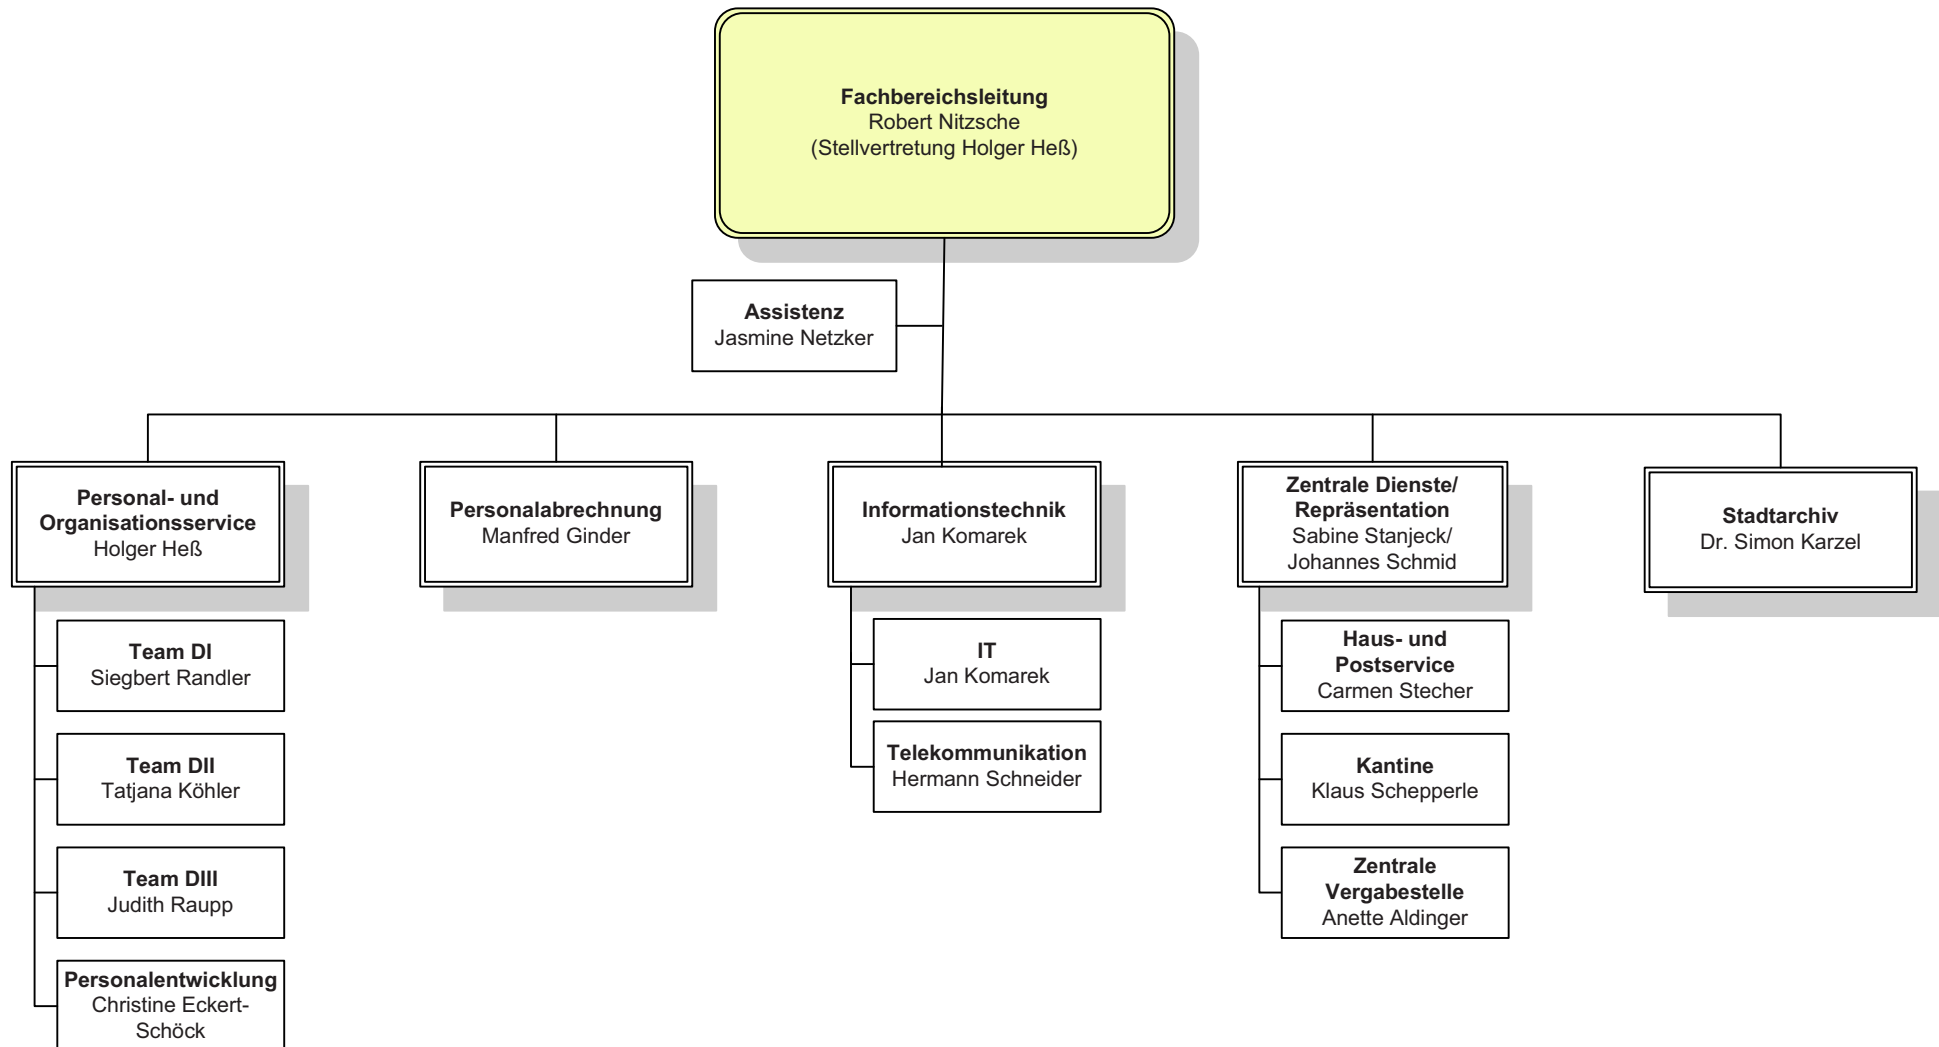 Fachbereichsleitung
Robert Nitzsche
(Stellvertretung Holger Heß)
Assistenz
Jasmine Netzker
Personal- und
Organisationsservice
Holger Heß
Personalabrechnung
Manfred Ginder
Informationstechnik
Jan Komarek
Zentrale Dienste/
Repräsentation
Sabine Stanjeck/
Johannes Schmid
Stadtarchiv
Dr. Simon Karzel
Team DI
Siegbert Randler
Team DII
Tatjana Köhler
Team DIII
Judith Raupp
Personalentwicklung
Christine Eckert-
Schöck
IT
Jan Komarek
Telekommunikation
Hermann Schneider
Haus- und
Postservice
Carmen Stecher
Kantine
Klaus Schepperle
Zentrale
Vergabestelle
Anette Aldinger